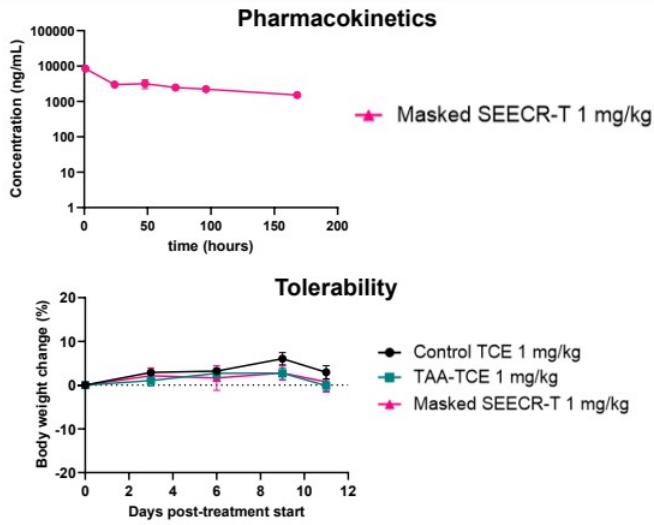 Pharmacokinetics
100000
10000
1000
100
10
1
Concentration (ng/mL)
0 50 100 150 200
time (hours)
Masked SEECR-T 1 mg/kg
Tolerability
20
10
0
-10
-20
Body weight change (%)
0 2 4 6 8 10 12
Days post-treatment start
Control TCE 1 mg/kg
TAA-TCE 1 mg/kg
Masked SEECR-T 1 mg/kg